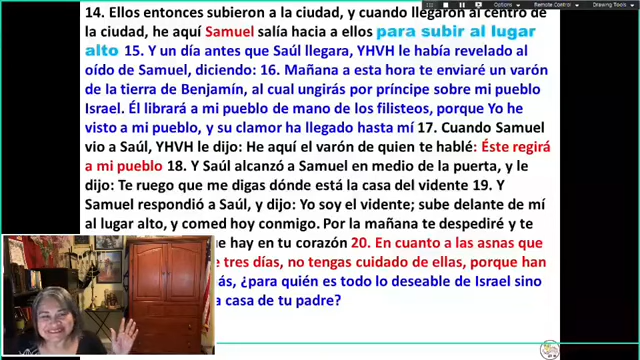 Options Remote Control Drawing Tools
14. Ellos entonces subieron a la ciudad, y cuando llegaron al centro de
la ciudad, he aquí Samuel salía hacia a ellos para subir al lugar
alto 15. Y un día antes que Saúl llegara, YHVH le había revelado al
oído de Samuel, diciendo: 16. Mañana a esta hora te enviaré un varón
de la tierra de Benjamín, al cual ungirás por príncipe sobre mi pueblo
Israel. Él librará a mi pueblo de mano de los filisteos, porque Yo he
visto a mi pueblo, y su clamor ha llegado hasta mí 17. Cuando Samuel
vio a Saúl, YHVH le dijo: He aquí el varón de quien te hablé: Éste regirá
a mi pueblo 18. Y Saúl alcanzó a Samuel en medio de la puerta, y le
dijo: Te ruego que me digas dónde está la casa del vidente 19. Y
Samuel respondió a Saúl, y dijo: Yo soy el vidente; sube delante de mí
al lugar alto, y comed hoy conmigo. Por la mañana te despediré y te
hay en tu corazón 20. En cuanto a las asnas que
tres días, no tengas cuidado de ellas, porque han
¿para quién es todo lo deseable de Israel sino
a casa de tu padre?